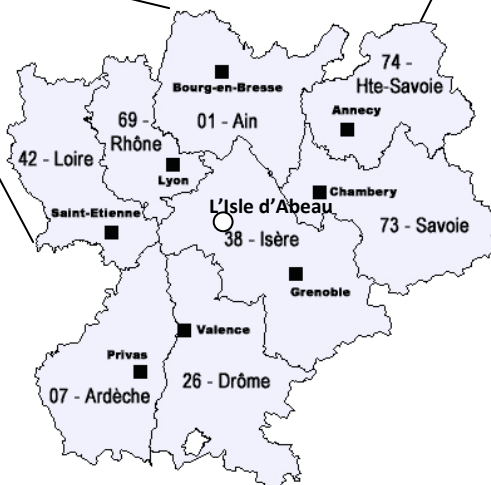 74 -
Hte-Savoie
Bourg-en-Bresse
Annecy
69 -
Rhône
01 - Ain
42 - Loire
Lyon
Chambery
Saint-Etienne
L'Isle d'Abeau
73 - Savoie
38 - Isère
Grenoble
Valence
Privas
26 - Drôme
07 - Ardèche